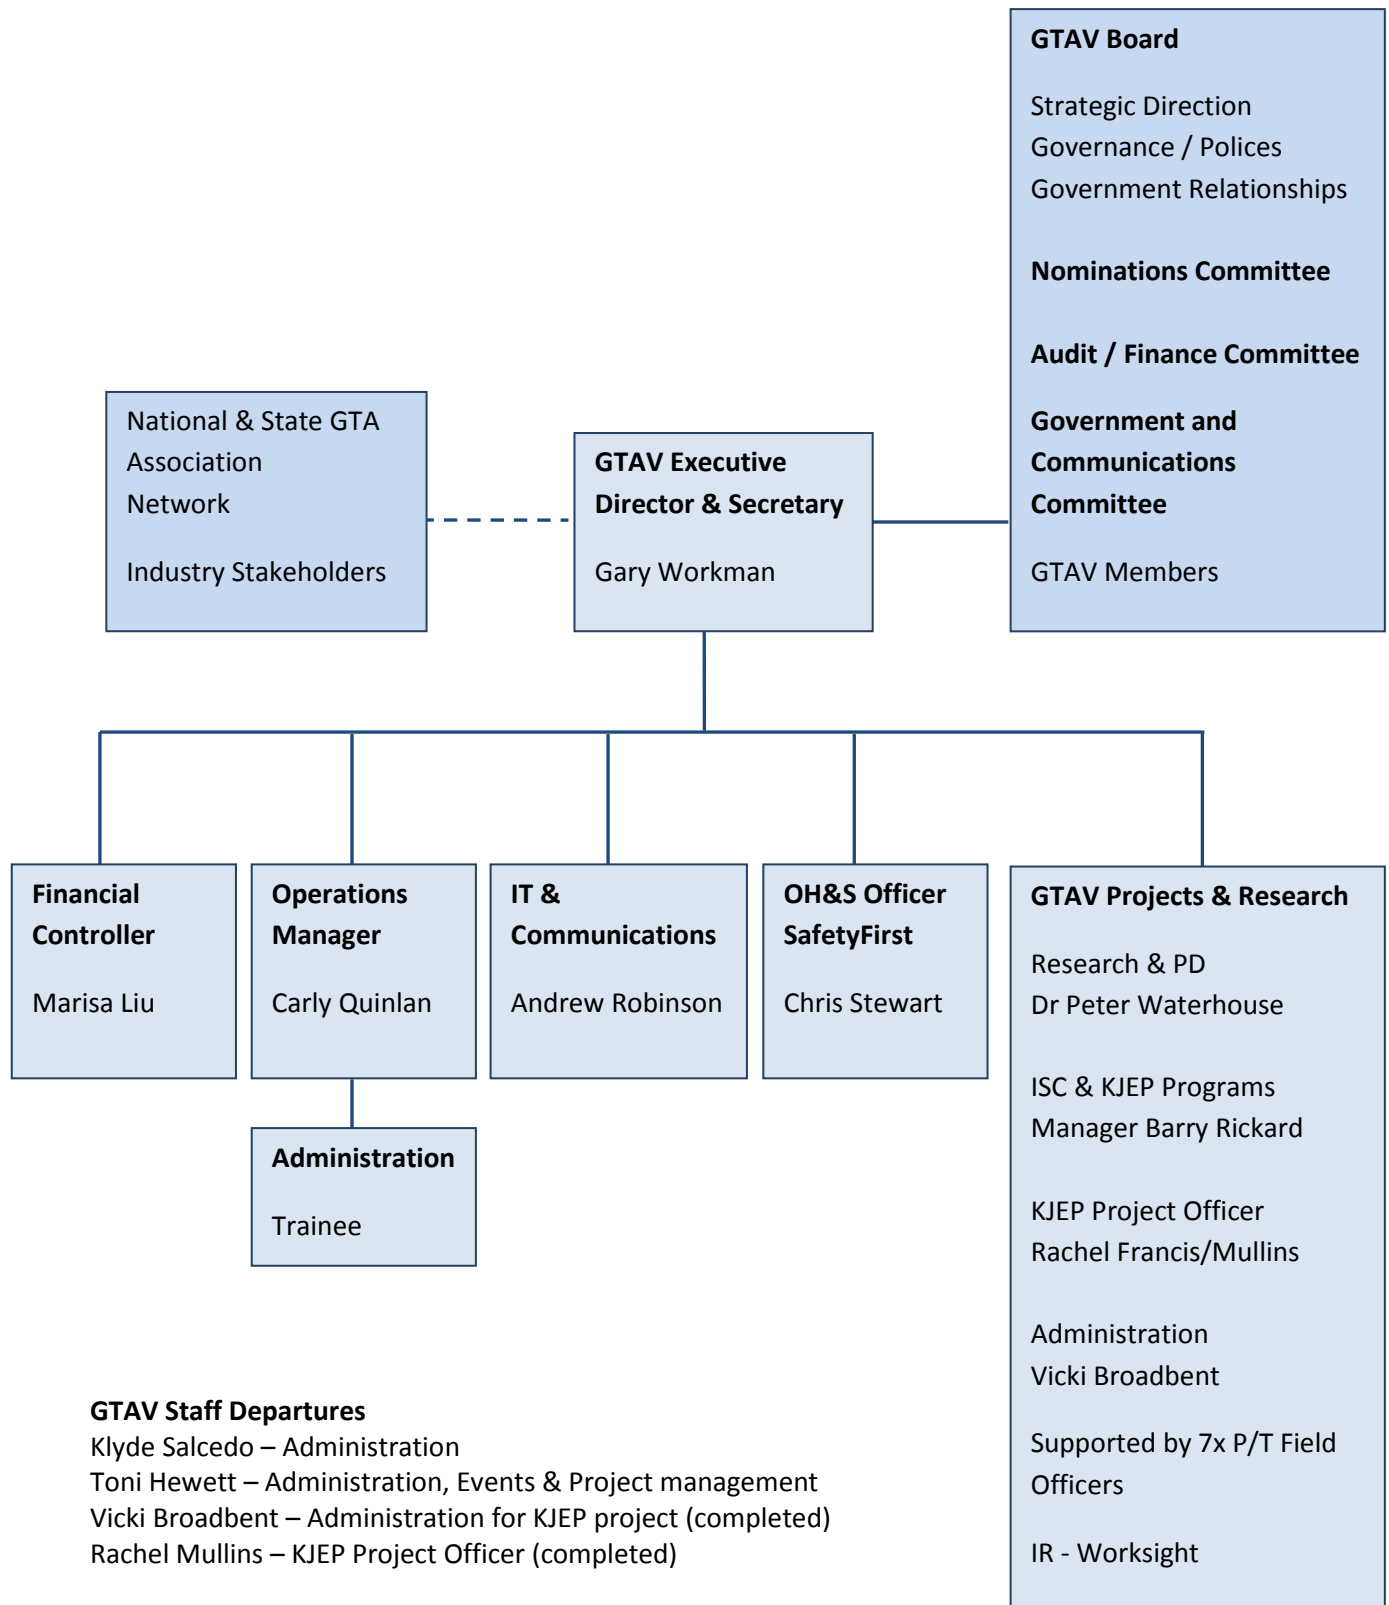 GTAV Board
Strategic Direction
Governance / Polices
Government Relationships
Nominations Committee
Audit / Finance Committee
Government and
Communications
Committee
GTAV Members
National & State GTA
Association
Network
Industry Stakeholders
GTAV Executive
Director & Secretary
Gary Workman
Financial
Controller
Marisa Liu
Operations
Manager
Carly Quinlan
IT &
Communications
Andrew Robinson
OH&S Officer
SafetyFirst
Chris Stewart
GTAV Projects & Research
Research & PD
Dr Peter Waterhouse
ISC & KJEP Programs
Manager Barry Rickard
KJEP Project Officer
Rachel Francis/Mullins
Administration
Vicki Broadbent
Supported by 7x P/T Field
Officers
IR - Worksight
Administration
Trainee
GTAV Staff Departures
Klyde Salcedo – Administration
Toni Hewett – Administration, Events & Project management
Vicki Broadbent – Administration for KJEP project (completed)
Rachel Mullins – KJEP Project Officer (completed)